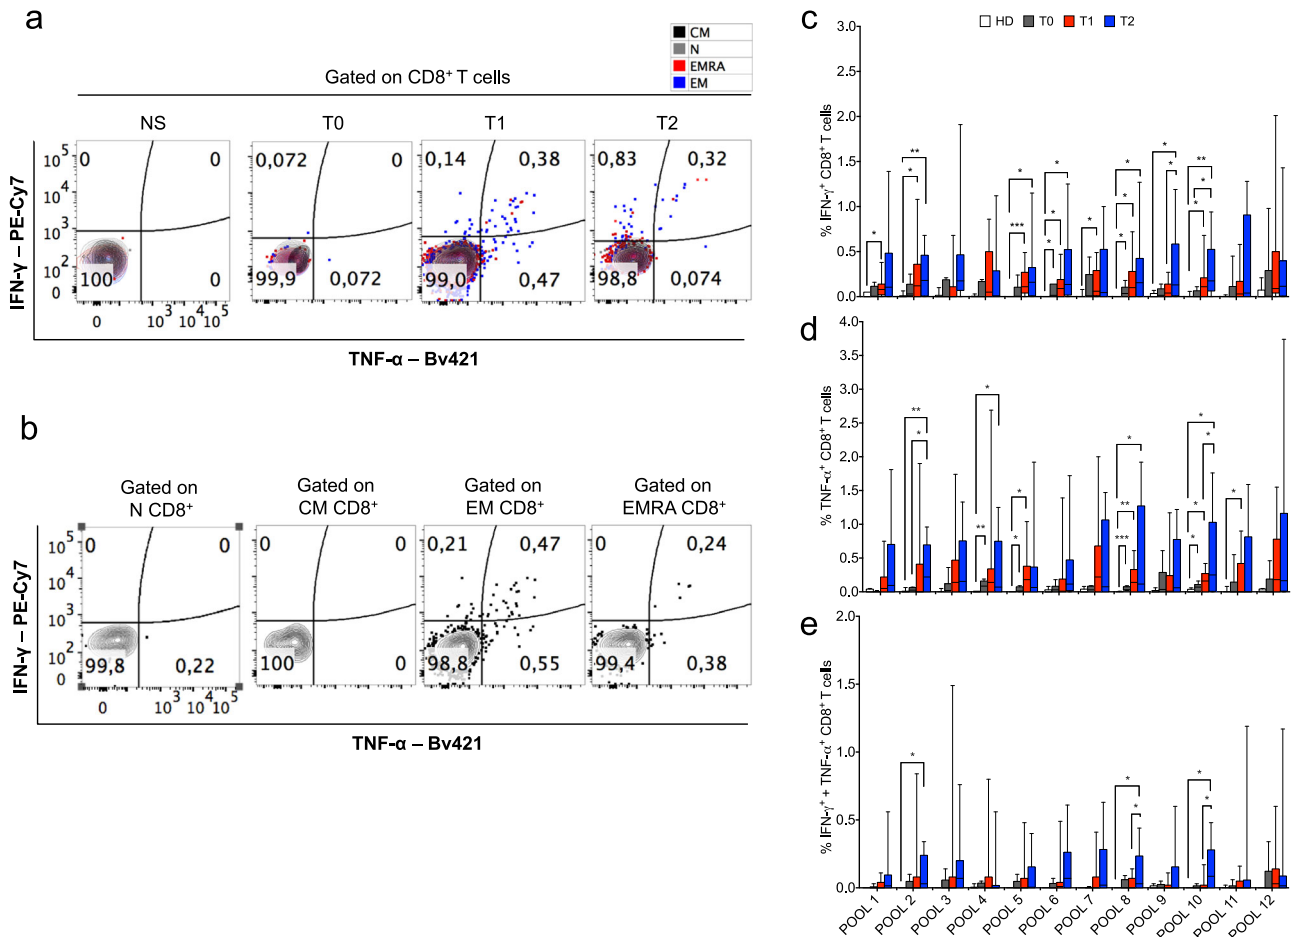 a
CM
N
EMRA
EM
Gated on CD8⁺ T cells
NS T0 T1 T2
IFN-γ – PE-Cy7
10⁵
10⁴
10³
10²
0
0 0
100
0 10³ 10⁴ 10⁵
0,072 0
99,9 0,072
0,14 0,38
99,0 0,47
0,83 0,32
98,8 0,074
TNF-α – Bv421
b
Gated on N CD8⁺
Gated on CM CD8⁺
Gated on EM CD8⁺
Gated on EMRA CD8⁺
IFN-γ – PE-Cy7
10⁵
10⁴
10³
10²
0
0 0
99,8 0,22
0 10³ 10⁴ 10⁵
0 0
100 0
0,21 0,47
98,8 0,55
0 0,24
99,4 0,38
TNF-α – Bv421
c
HD T0 T1 T2
% IFN-γ⁺ CD8⁺ T cells
3.0
2.5
2.0
1.5
1.0
0.5
0.0
* ** * * *** * * * * * * * * * * ** * *
d
% TNF-α⁺ CD8⁺ T cells
4.0
3.5
3.0
2.5
2.0
1.5
1.0
0.5
0.0
** * * ** * * * ** *** * * * * *
e
% IFN-γ⁺ + TNF-α⁺ CD8⁺ T cells
2.0
1.5
1.0
0.5
0.0
* * * * *
POOL 1
POOL 2
POOL 3
POOL 4
POOL 5
POOL 6
POOL 7
POOL 8
POOL 9
POOL 10
POOL 11
POOL 12